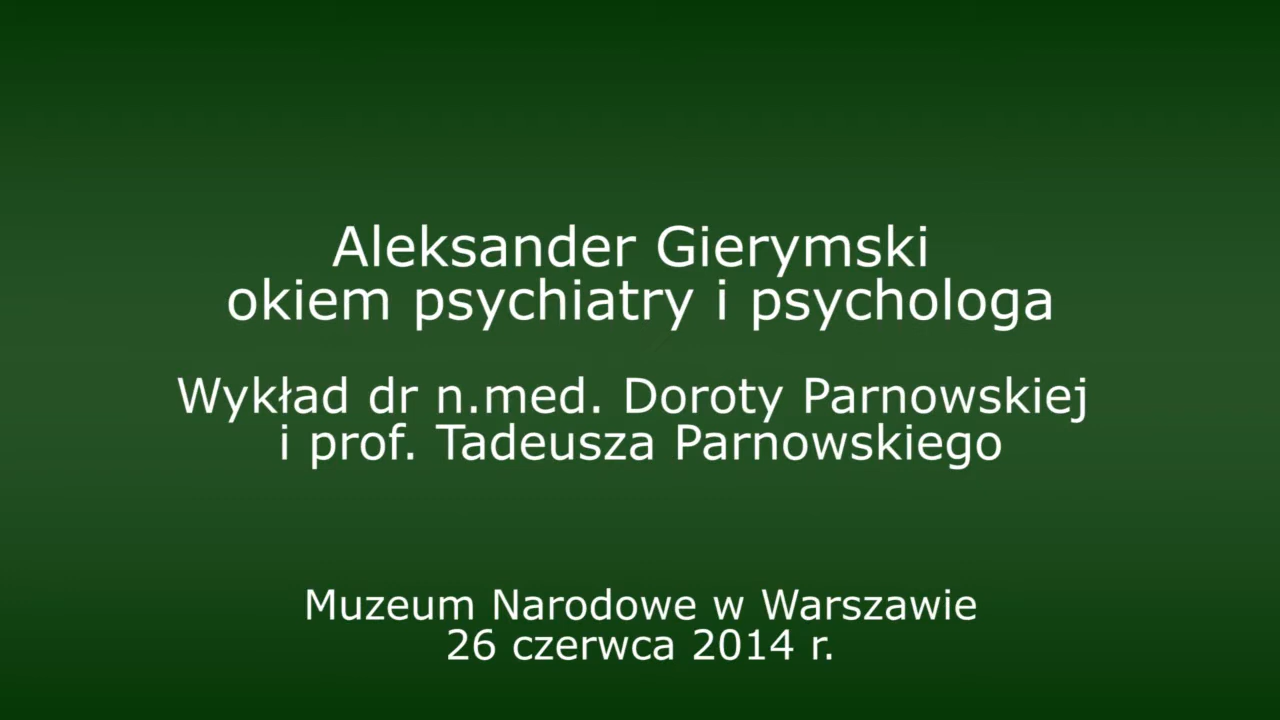 Aleksander Gierymski
okiem psychiatry i psychologa
Wykład dr n.med. Doroty Parnowskiej
i prof. Tadeusza Parnowskiego
Muzeum Narodowe w Warszawie
26 czerwca 2014 r.